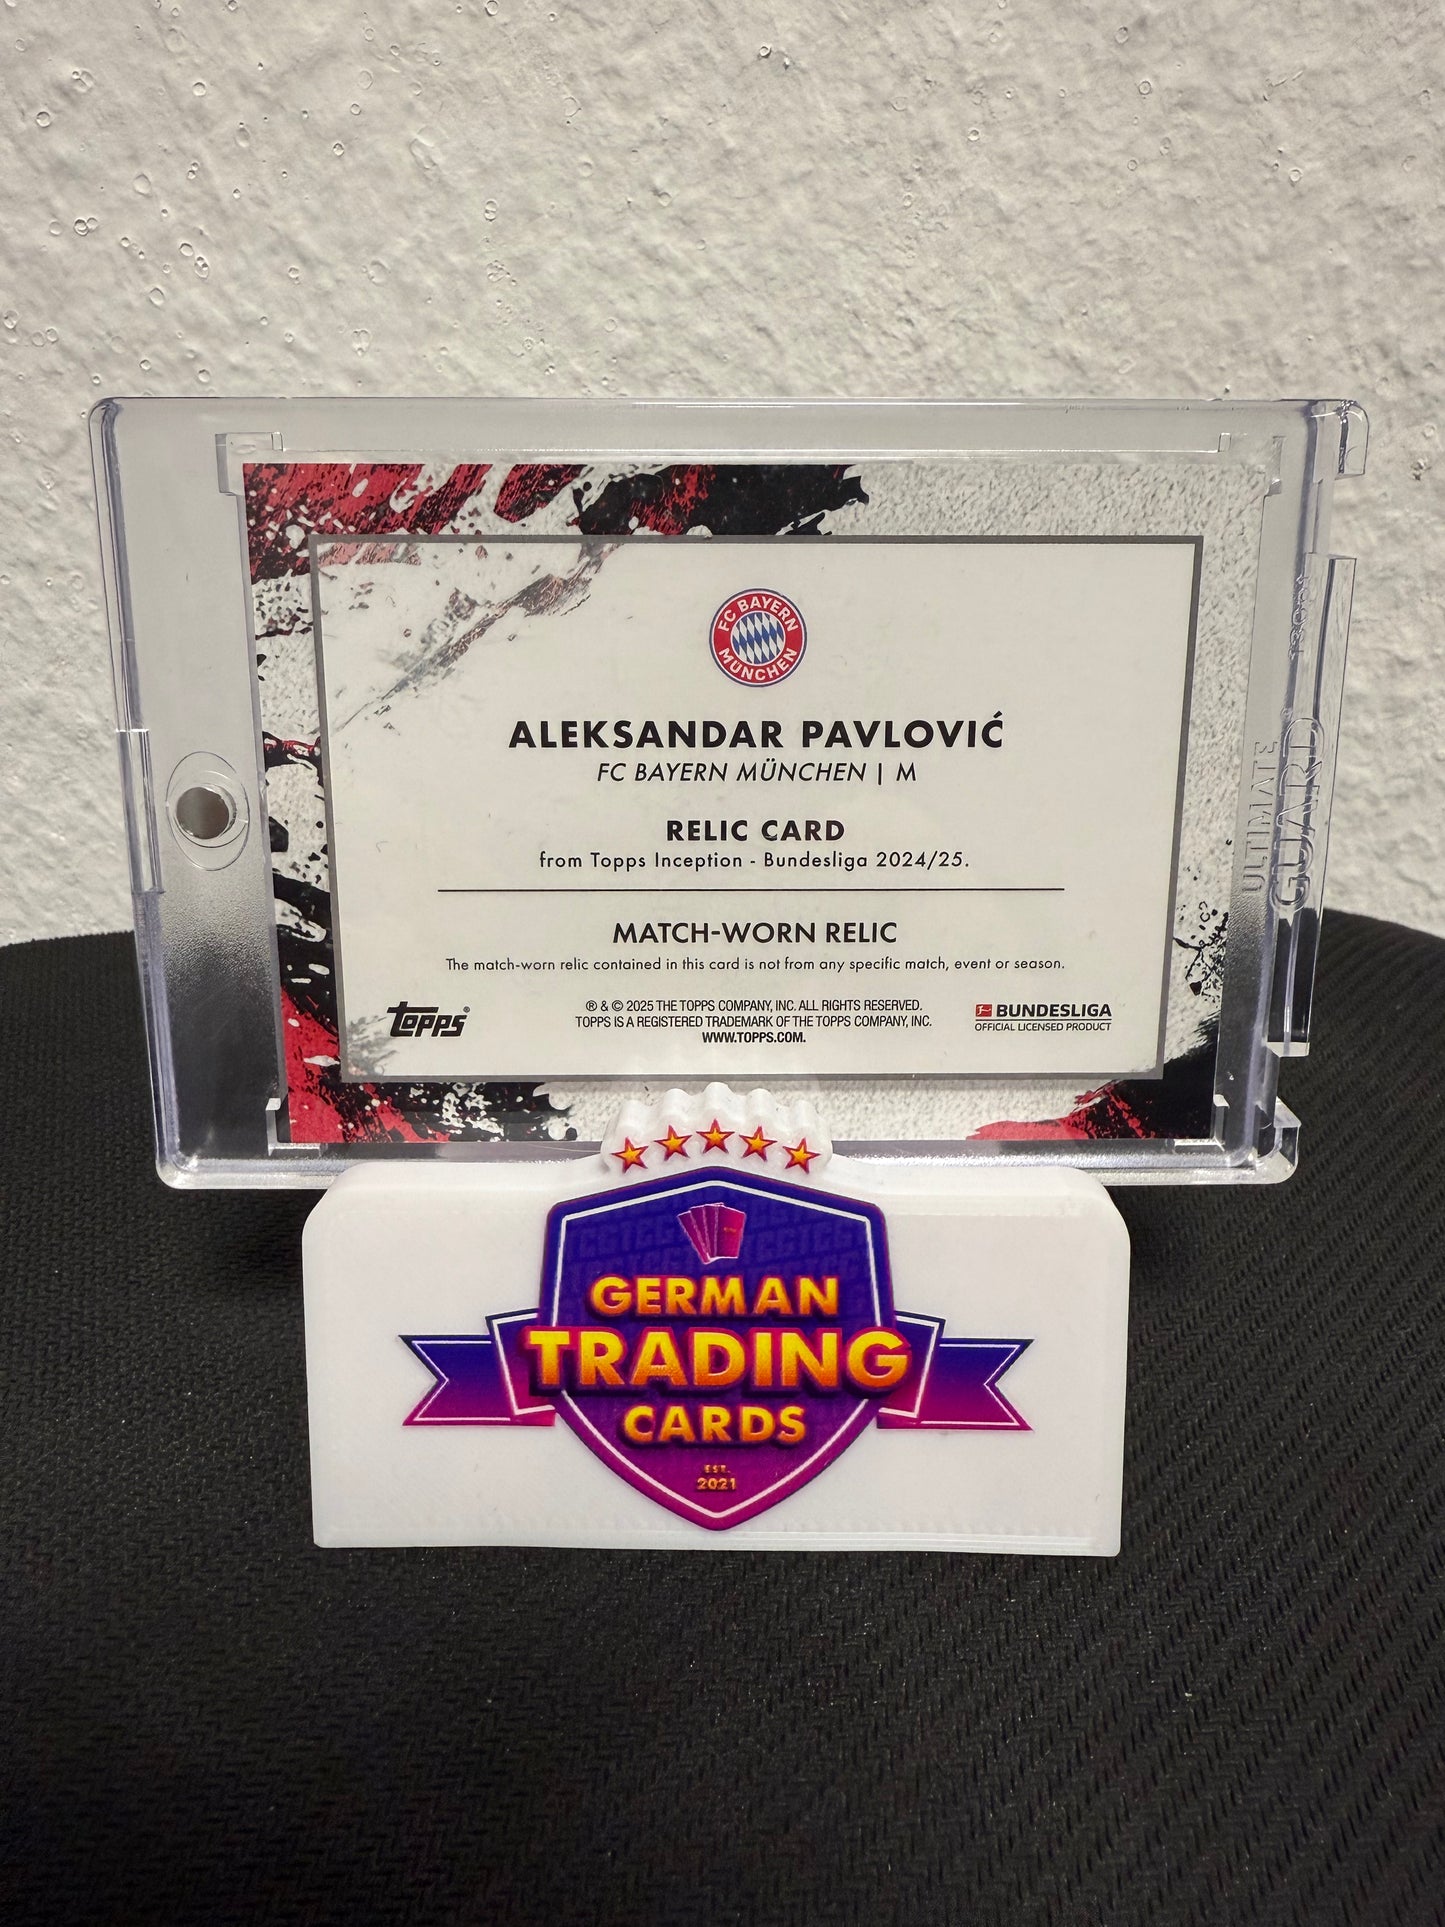 FC BAYERN
MÜNCHEN
ALEKSANDAR PAVLOVIĆ
FC BAYERN MÜNCHEN | M
RELIC CARD
from Topps Inception - Bundesliga 2024/25.
MATCH-WORN RELIC
The match-worn relic contained in this card is not from any specific match, event or season.
Topps®
® & © 2025 THE TOPPS COMPANY, INC. ALL RIGHTS RESERVED.
TOPPS IS A REGISTERED TRADEMARK OF THE TOPPS COMPANY, INC.
WWW.TOPPS.COM.
BUNDESLIGA
OFFICIAL LICENSED PRODUCT
ULTIMATE
GUARD
GERMAN
TRADING
CARDS
EST.
2021